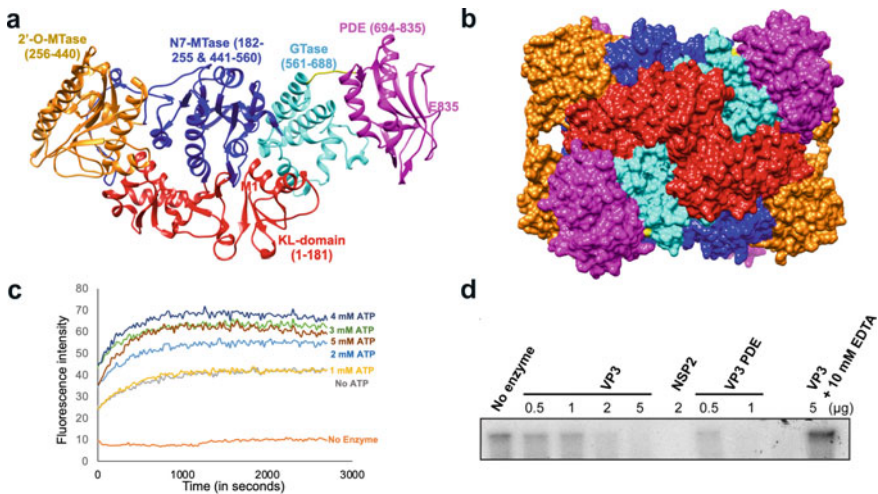 a
2'-O-MTase
(256-440)
N7-MTase (182-
255 & 441-560)
GTase
(561-688)
PDE (694-835)
E835
M1
KL-domain
(1-181)
b
c
Fluorescence intensity
80
70
60
50
40
30
20
10
0
4 mM ATP
3 mM ATP
5 mM ATP
2 mM ATP
1 mM ATP
No ATP
No Enzyme
0 1000 2000 3000
Time (in seconds)
d
No enzyme
VP3
NSP2
VP3 PDE
VP3
+ 10 mM EDTA
0.5 1 2 5 2 0.5 1 5 (µg)